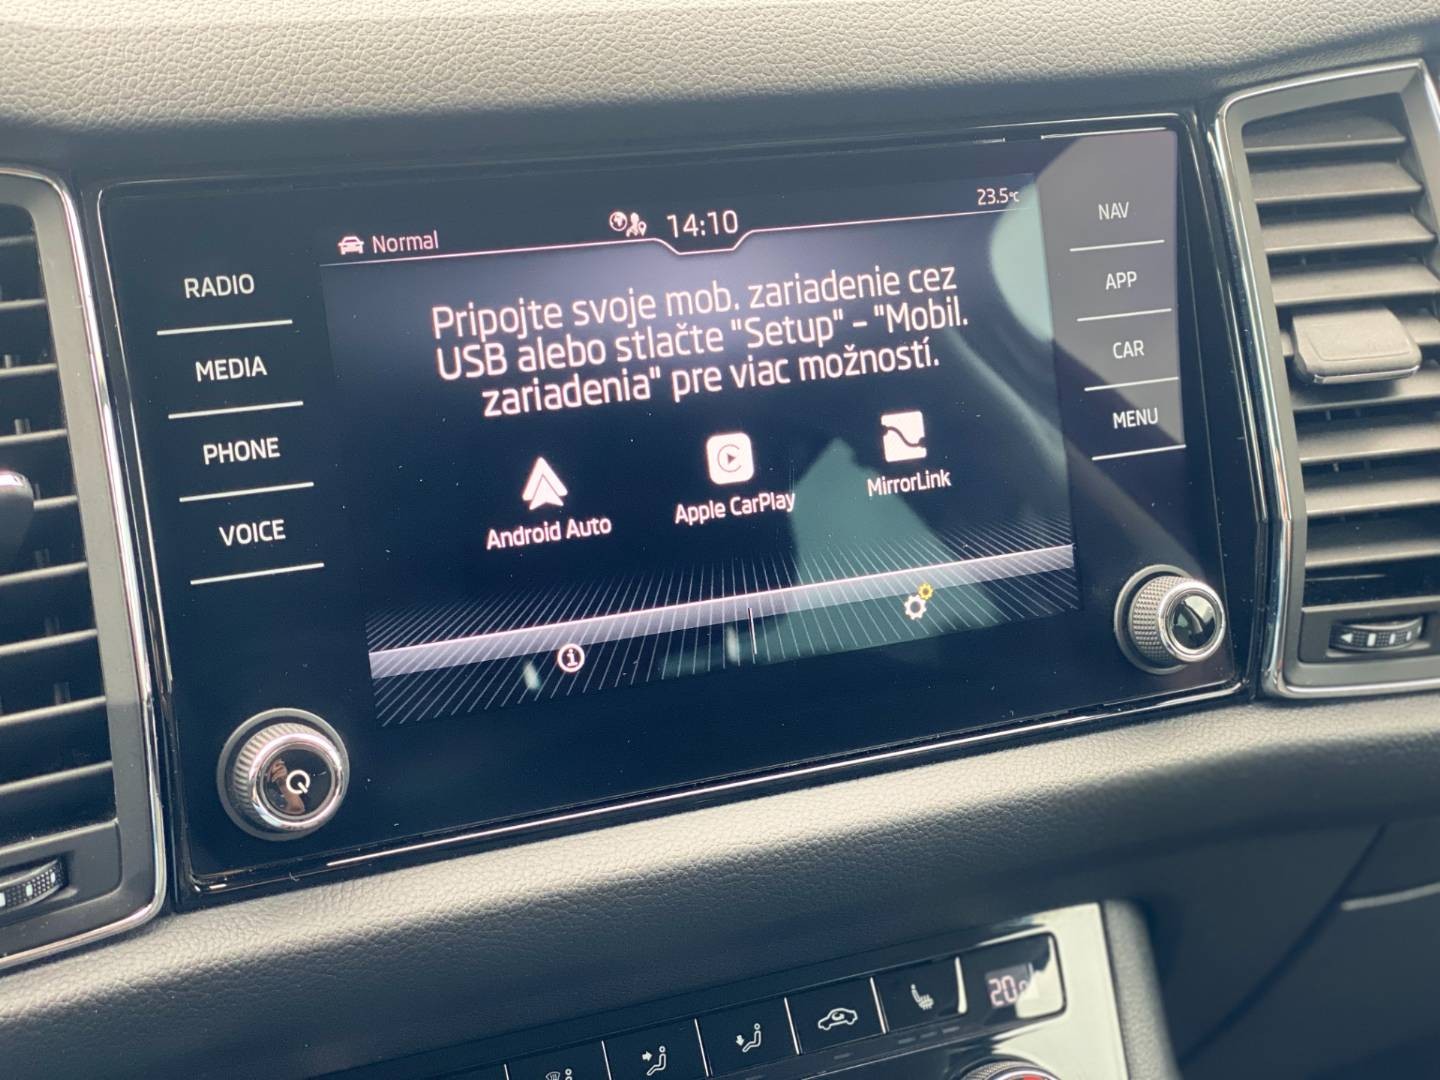 Normal
14:10
23.5°C
RADIO
MEDIA
PHONE
VOICE
Pripojte svoje mob. zariadenie cez
USB alebo stlačte "Setup" - "Mobil.
zariadenia" pre viac možností.
Android Auto
Apple CarPlay
MirrorLink
NAV
APP
CAR
MENU